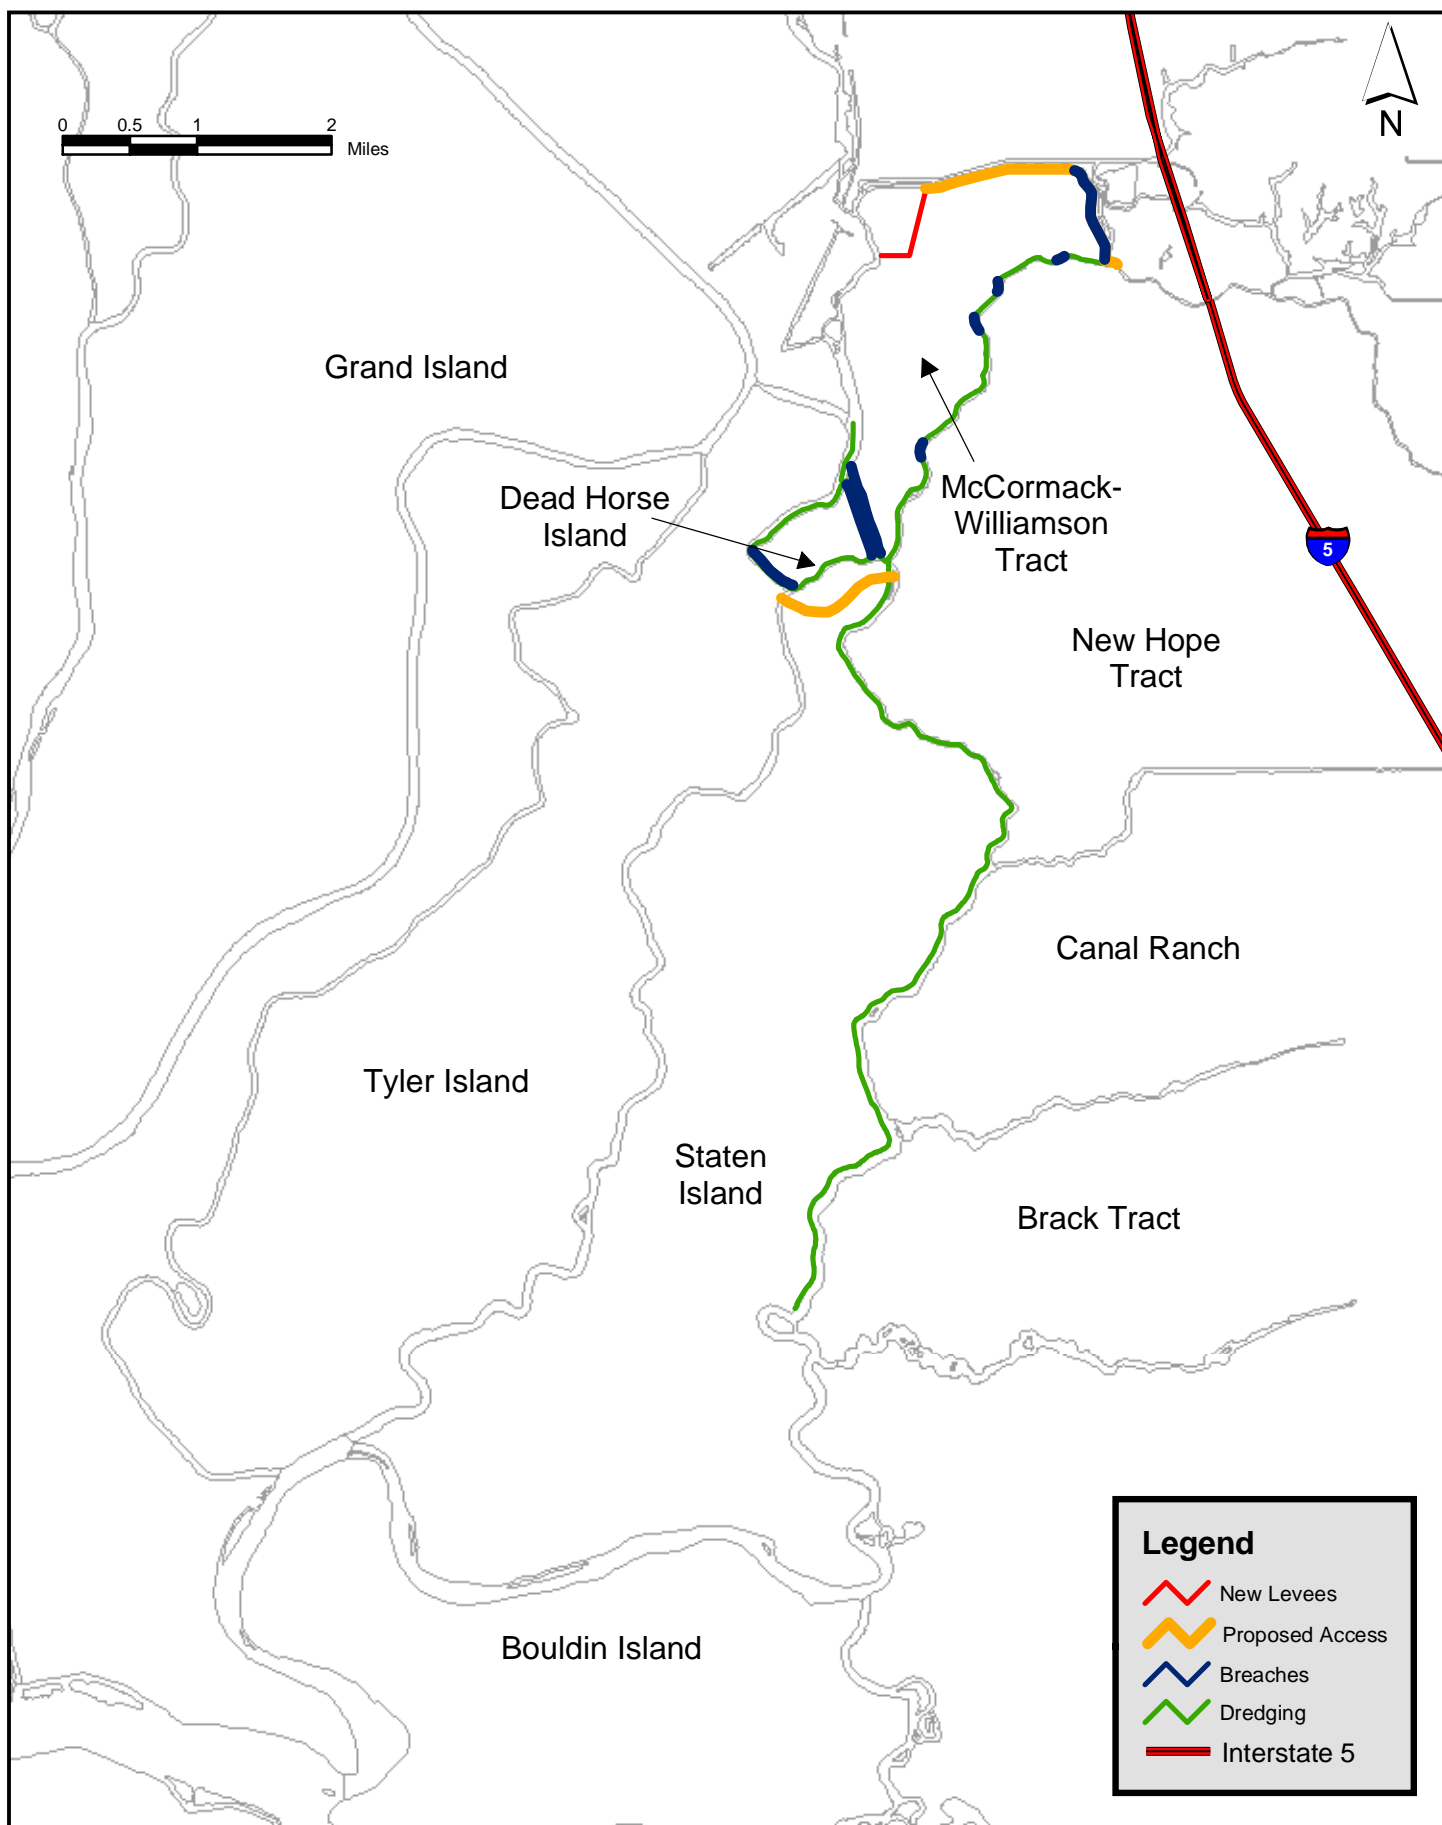 0 0.5 1 2
Miles
N
Grand Island
Dead Horse
Island
McCormack-
Williamson
Tract
5
New Hope
Tract
Canal Ranch
Tyler Island
Staten
Island
Brack Tract
Bouldin Island
Legend
New Levees
Proposed Access
Breaches
Dredging
Interstate 5